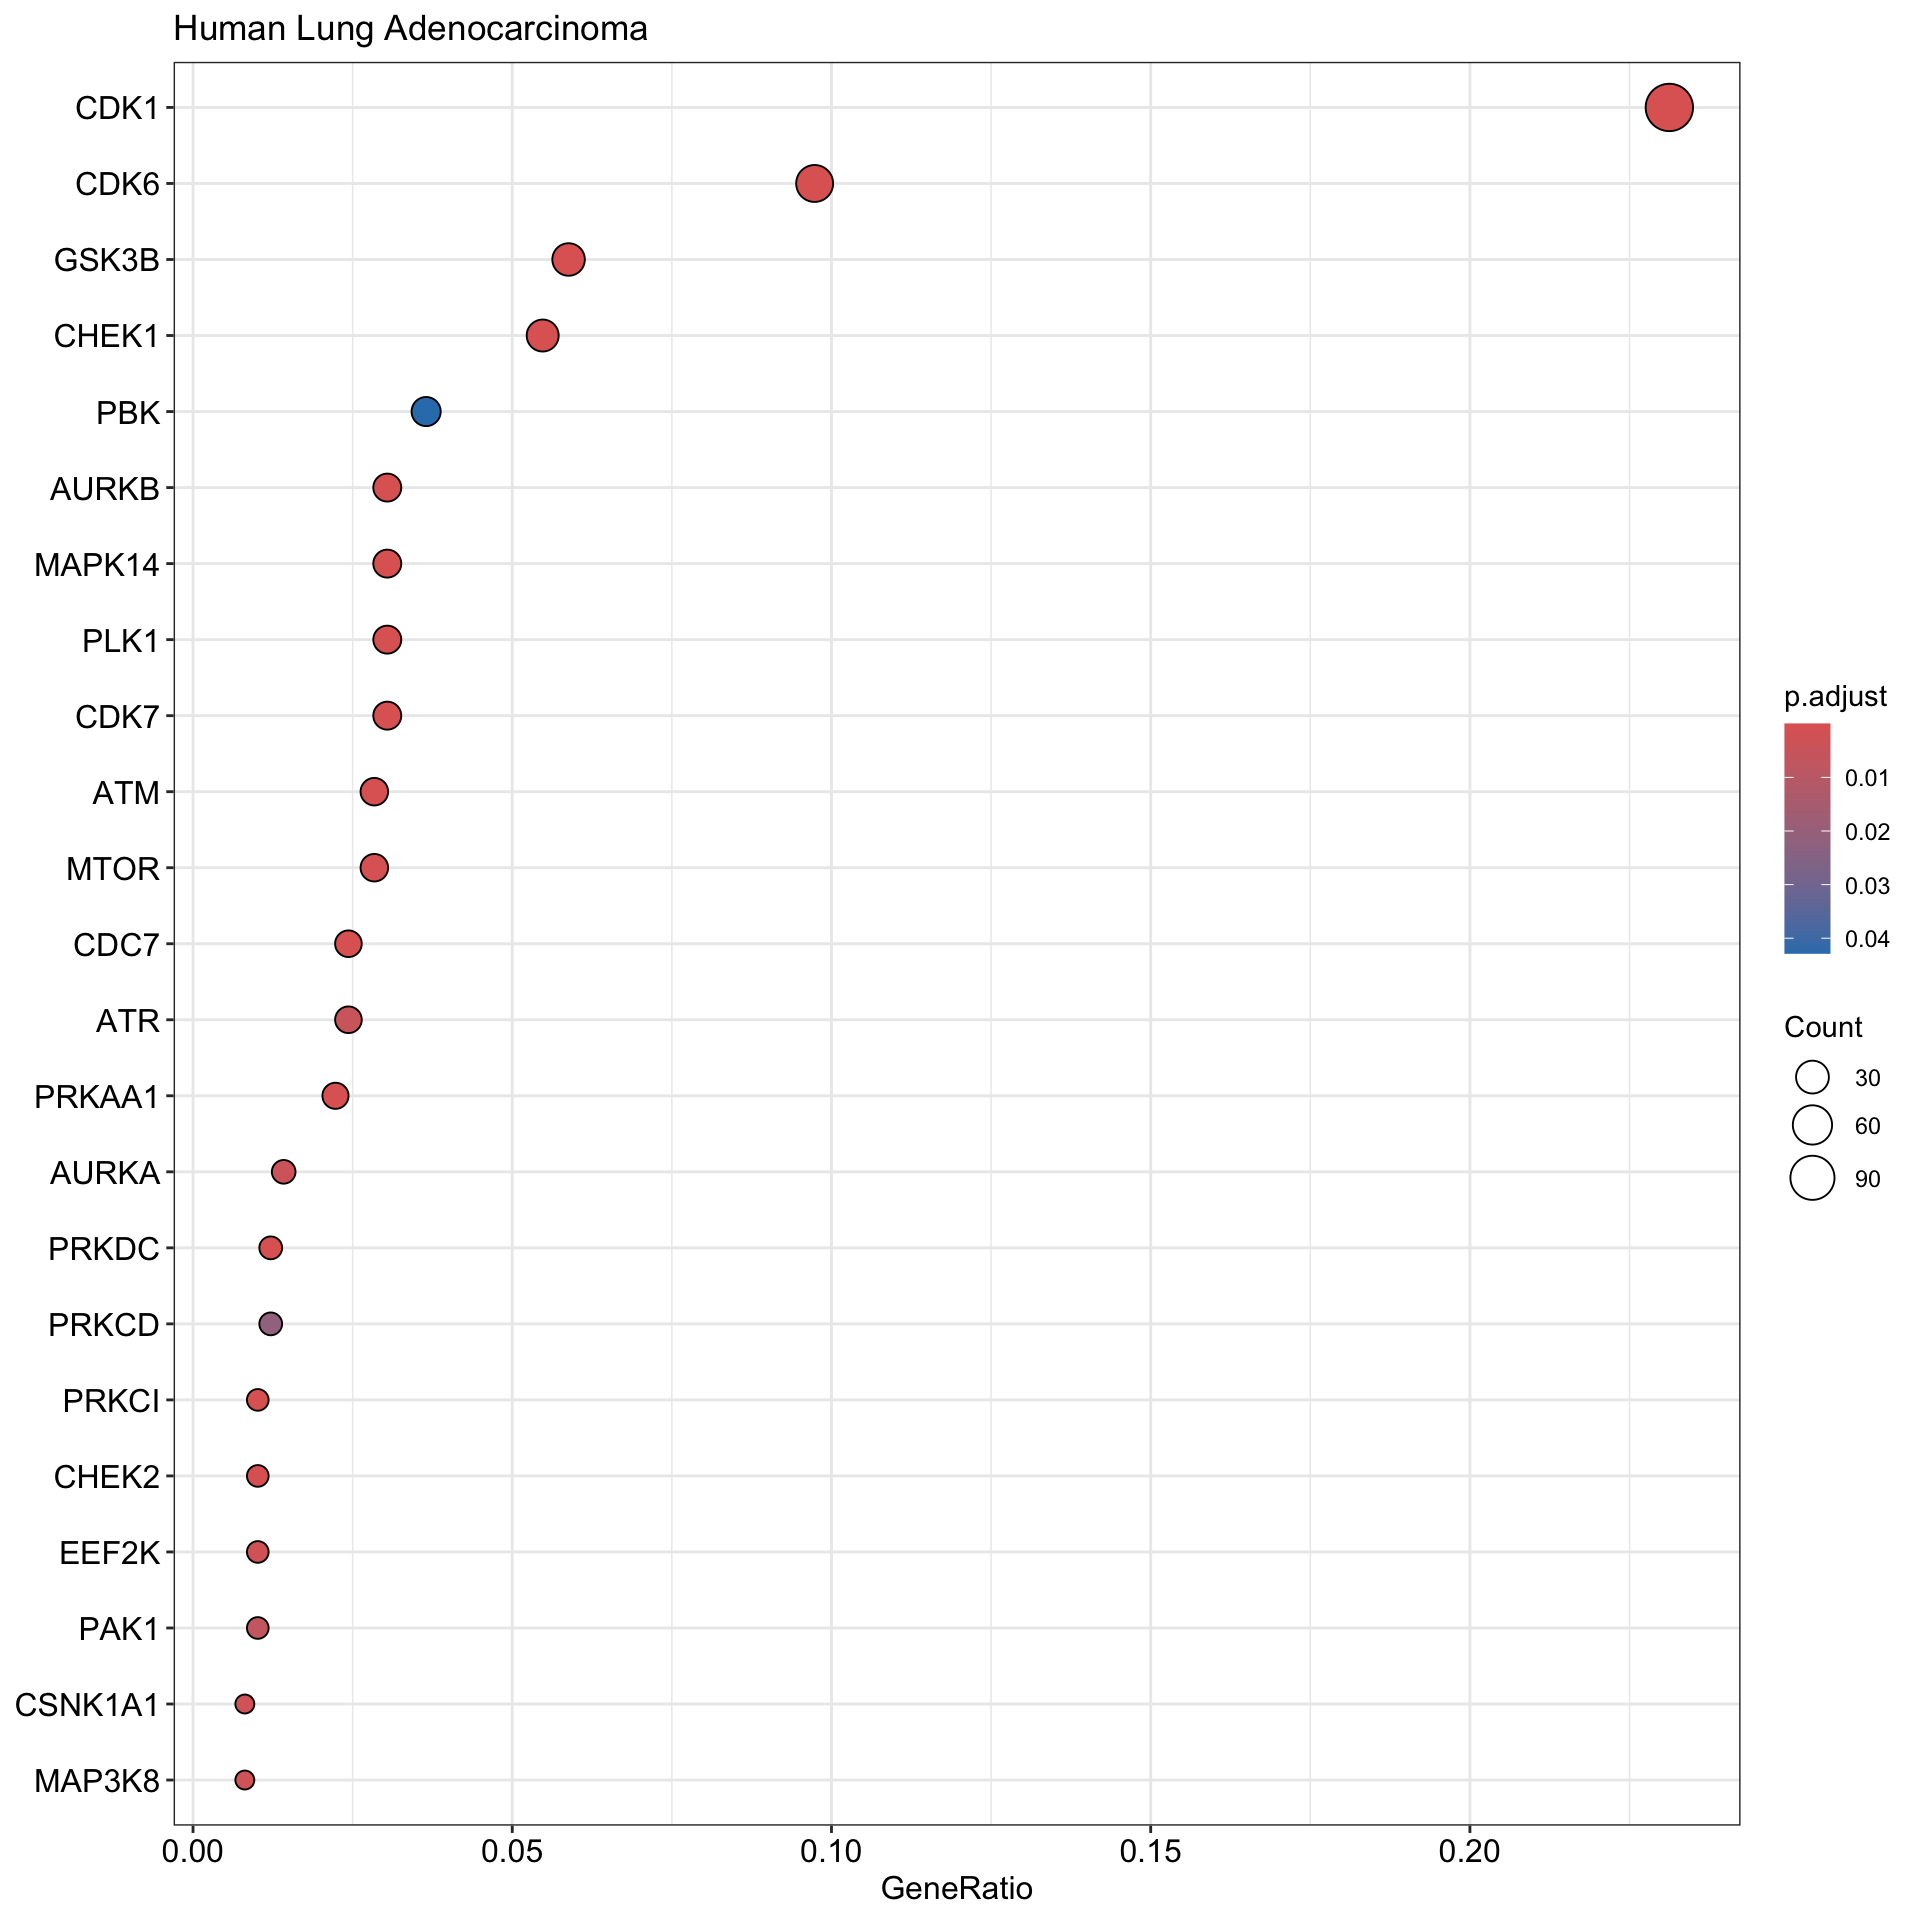 Human Lung Adenocarcinoma
CDK1
CDK6
GSK3B
CHEK1
PBK
AURKB
MAPK14
PLK1
CDK7
ATM
MTOR
CDC7
ATR
PRKAA1
AURKA
PRKDC
PRKCD
PRKCI
CHEK2
EEF2K
PAK1
CSNK1A1
MAP3K8
0.00 0.05 0.10 0.15 0.20
GeneRatio
p.adjust
0.01
0.02
0.03
0.04
Count
30
60
90